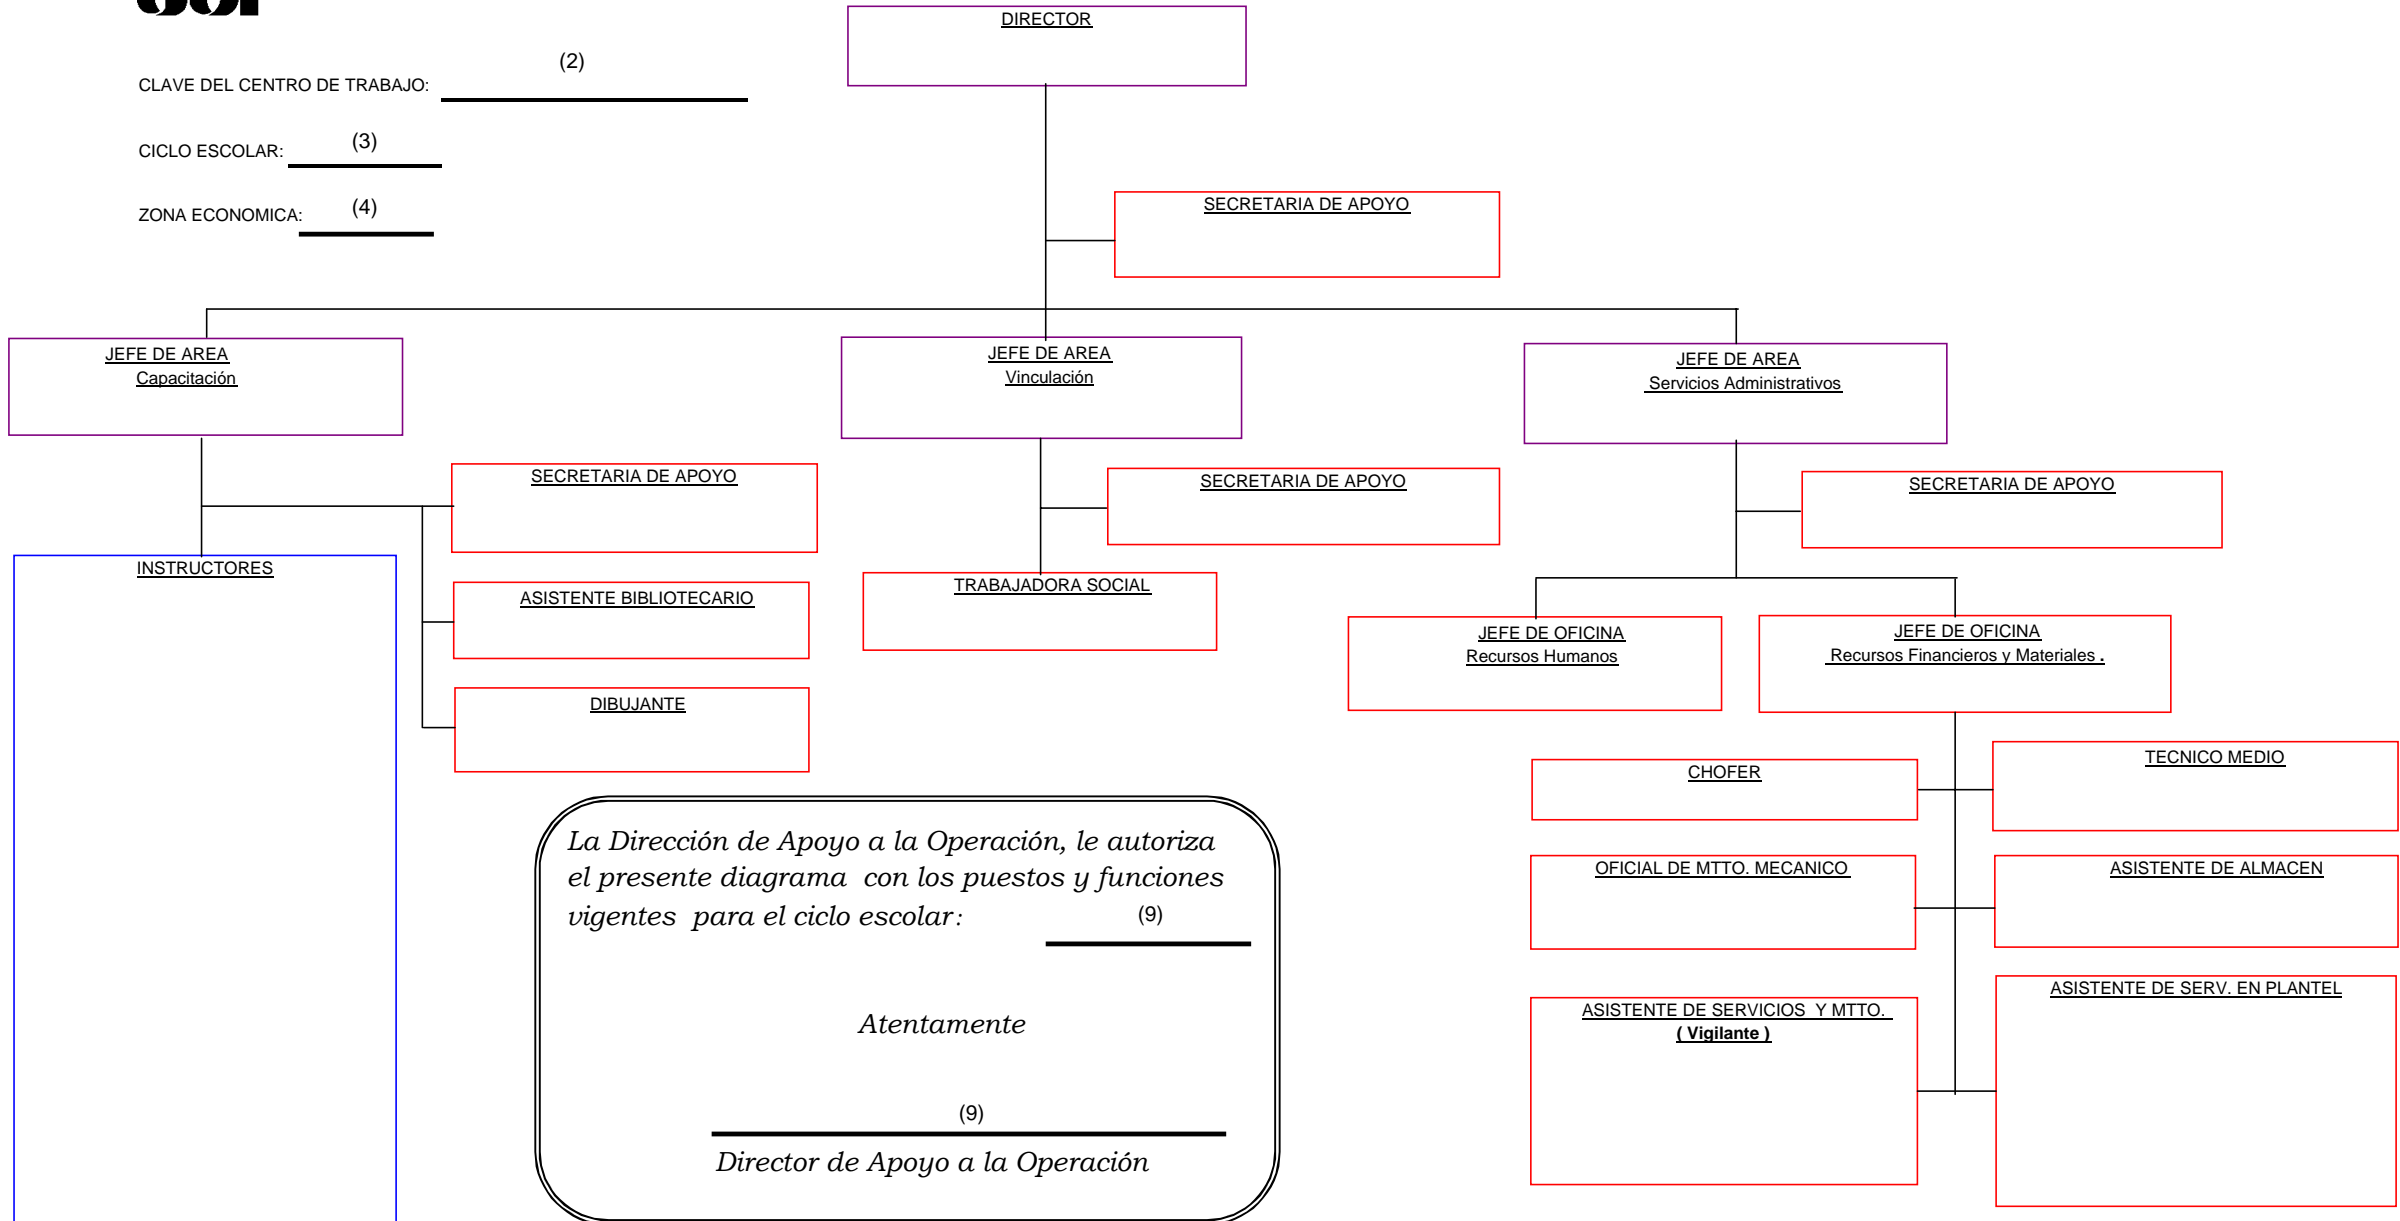 DIRECTOR
(2)
CLAVE DEL CENTRO DE TRABAJO:
(3)
CICLO ESCOLAR:
(4)
ZONA ECONOMICA:
SECRETARIA DE APOYO
JEFE DE AREA
Capacitación
JEFE DE AREA
Vinculación
JEFE DE AREA
Servicios Administrativos
SECRETARIA DE APOYO
SECRETARIA DE APOYO
SECRETARIA DE APOYO
INSTRUCTORES
ASISTENTE BIBLIOTECARIO
TRABAJADORA SOCIAL
JEFE DE OFICINA
Recursos Humanos
JEFE DE OFICINA
Recursos Financieros y Materiales .
DIBUJANTE
CHOFER
TECNICO MEDIO
OFICIAL DE MTTO. MECANICO
ASISTENTE DE ALMACEN
ASISTENTE DE SERVICIOS Y MTTO.
( Vigilante )
ASISTENTE DE SERV. EN PLANTEL
La Dirección de Apoyo a la Operación, le autoriza
el presente diagrama con los puestos y funciones
vigentes para el ciclo escolar:
(9)
Atentamente
(9)
Director de Apoyo a la Operación